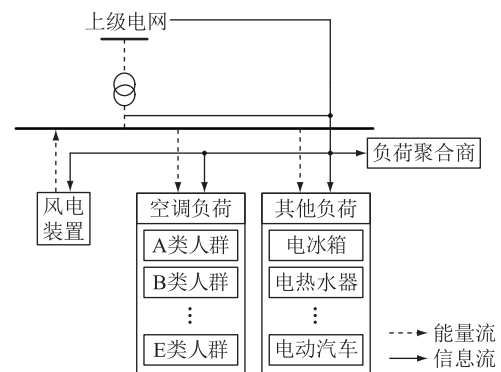 上级电网
负荷聚合商
风电
装置
空调负荷
其他负荷
A类人群
电冰箱
B类人群
电热水器
⋮
⋮
E类人群
电动汽车
能量流
信息流